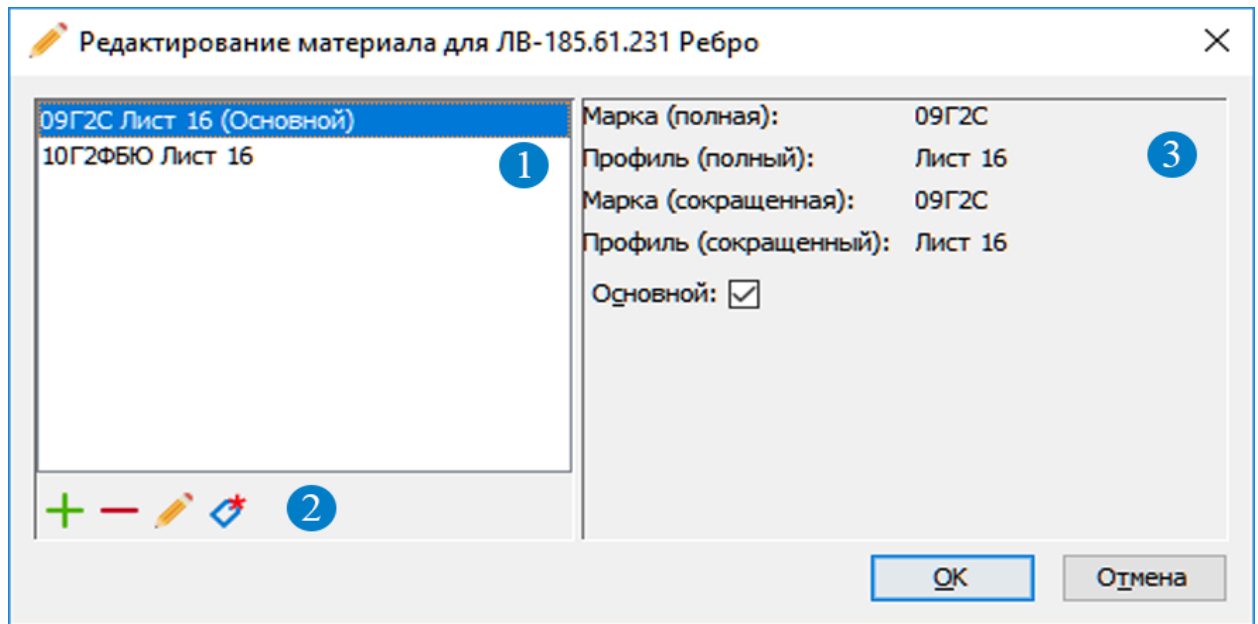 Редактирование материала для ЛВ-185.61.231 Ребро
09Г2С Лист 16 (Основной)
10Г2ФБЮ Лист 16
1
2
Марка (полная): 09Г2С
Профиль (полный): Лист 16
Марка (сокращенная): 09Г2С
Профиль (сокращенный): Лист 16
Основной:
3
OK
Отмена